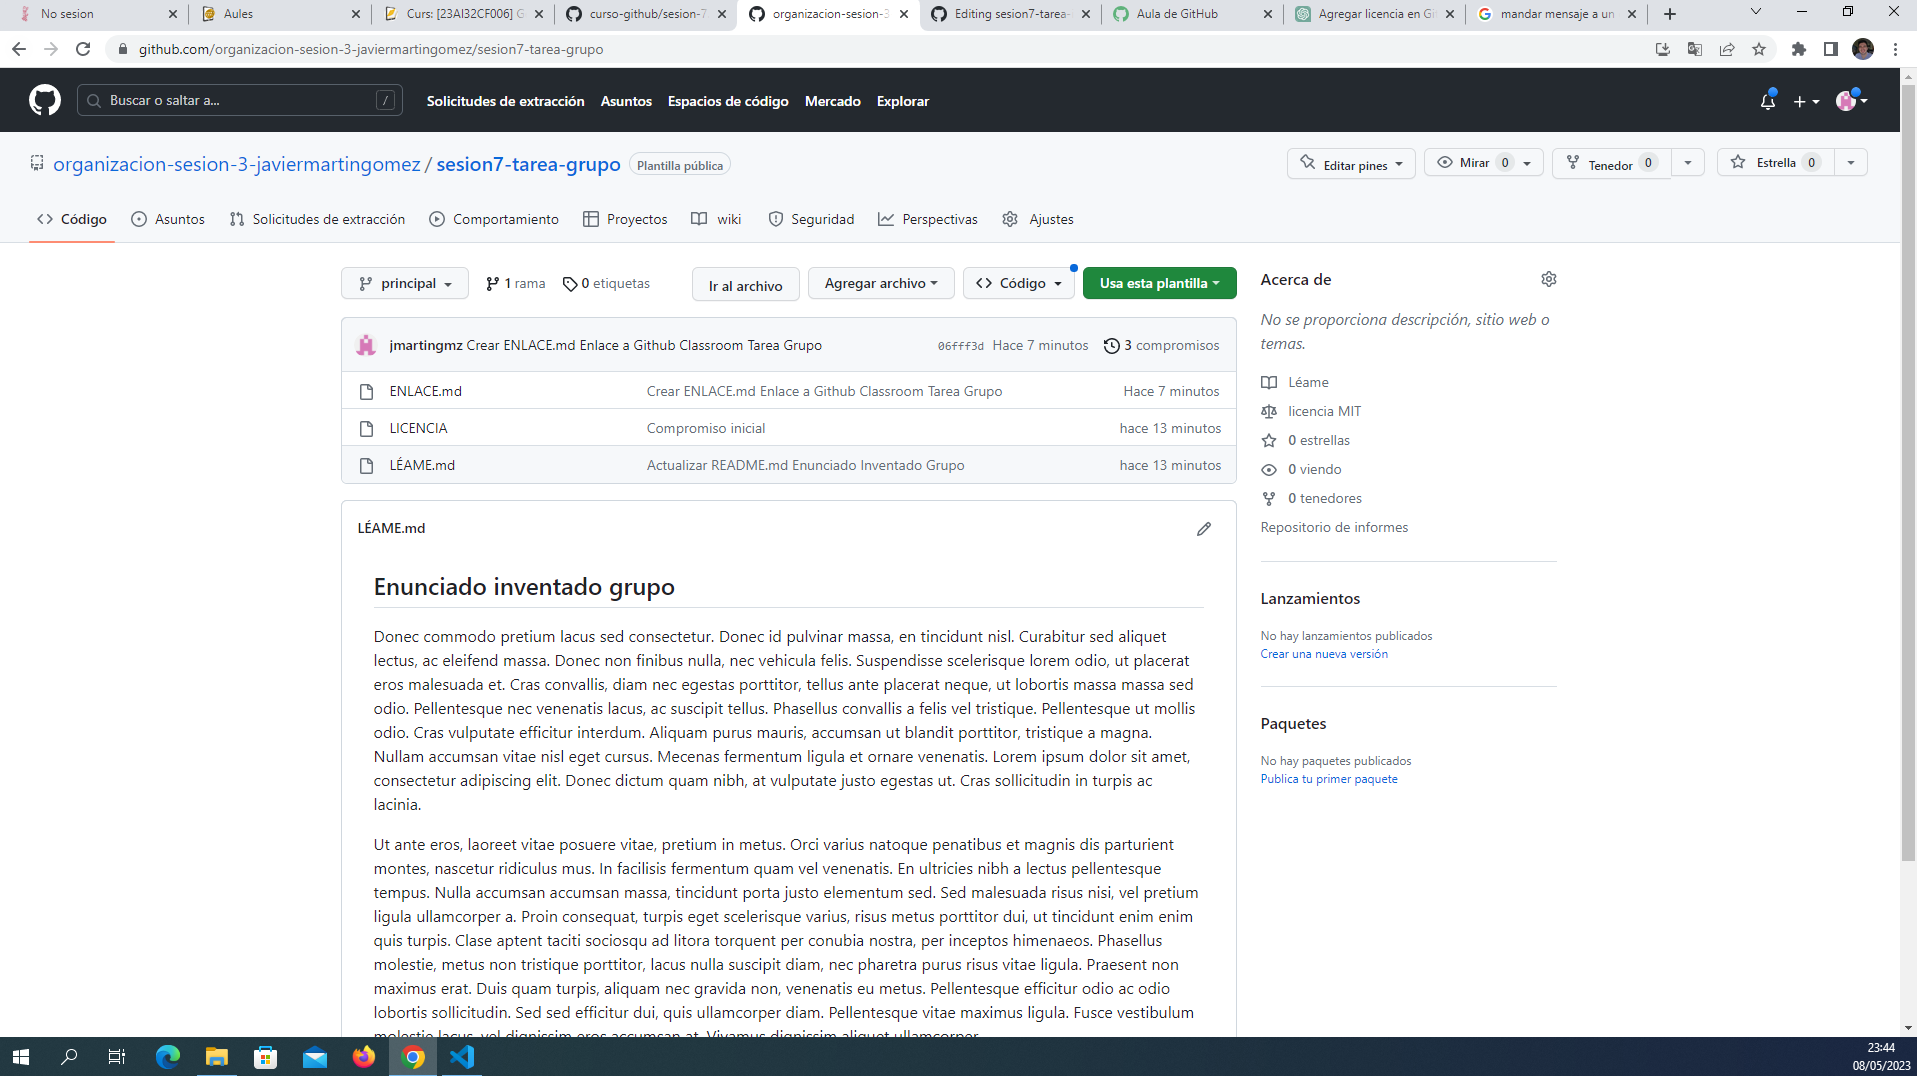 No sesion
Aules
Curs: [23AI32CF006] G
curso-github/sesion-7
organizacion-sesion-3
Editing sesion7-tarea-
Aula de GitHub
Agregar licencia en Git
mandar mensaje a un
github.com/organizacion-sesion-3-javiermartingomez/sesion7-tarea-grupo
Buscar o saltar a...
/
Solicitudes de extracción
Asuntos
Espacios de código
Mercado
Explorar
organizacion-sesion-3-javiermartingomez / sesion7-tarea-grupo
Plantilla pública
Editar pines
Mirar 0
Tenedor 0
Estrella 0
Código
Asuntos
Solicitudes de extracción
Comportamiento
Proyectos
wiki
Seguridad
Perspectivas
Ajustes
principal
1 rama
0 etiquetas
Ir al archivo
Agregar archivo
Código
Usa esta plantilla
jmartingmz Crear ENLACE.md Enlace a Github Classroom Tarea Grupo
06fff3d Hace 7 minutos
3 compromisos
ENLACE.md Crear ENLACE.md Enlace a Github Classroom Tarea Grupo Hace 7 minutos
LICENCIA Compromiso inicial hace 13 minutos
LÉAME.md Actualizar README.md Enunciado Inventado Grupo hace 13 minutos
LÉAME.md
Enunciado inventado grupo
Donec commodo pretium lacus sed consectetur. Donec id pulvinar massa, en tincidunt nisl. Curabitur sed aliquet
lectus, ac eleifend massa. Donec non finibus nulla, nec vehicula felis. Suspendisse scelerisque lorem odio, ut placerat
eros malesuada et. Cras convallis, diam nec egestas porttitor, tellus ante placerat neque, ut lobortis massa massa sed
odio. Pellentesque nec venenatis lacus, ac suscipit tellus. Phasellus convallis a felis vel tristique. Pellentesque ut mollis
odio. Cras vulputate efficitur interdum. Aliquam purus mauris, accumsan ut blandit porttitor, tristique a magna.
Nullam accumsan vitae nisl eget cursus. Mecenas fermentum ligula et ornare venenatis. Lorem ipsum dolor sit amet,
consectetur adipiscing elit. Donec dictum quam nibh, at vulputate justo egestas ut. Cras sollicitudin in turpis ac
lacinia.
Ut ante eros, laoreet vitae posuere vitae, pretium in metus. Orci varius natoque penatibus et magnis dis parturient
montes, nascetur ridiculus mus. In facilisis fermentum quam vel venenatis. En ultricies nibh a lectus pellentesque
tempus. Nulla accumsan accumsan massa, tincidunt porta justo elementum sed. Sed malesuada risus nisi, vel pretium
ligula ullamcorper a. Proin consequat, turpis eget scelerisque varius, risus metus porttitor dui, ut tincidunt enim enim
quis turpis. Clase aptent taciti sociosqu ad litora torquent per conubia nostra, per inceptos himenaeos. Phasellus
molestie, metus non tristique porttitor, lacus nulla suscipit diam, nec pharetra purus risus vitae ligula. Praesent non
maximus erat. Duis quam turpis, aliquam nec gravida non, venenatis eu metus. Pellentesque efficitur odio ac odio
lobortis sollicitudin. Sed sed efficitur dui, quis ullamcorper diam. Pellentesque vitae maximus ligula. Fusce vestibulum
molestie lacus, vel dignissim eros accumsan at. Vivamus dignissim aliquet ullamcorper.
Acerca de
No se proporciona descripción, sitio web o
temas.
Léame
licencia MIT
0 estrellas
0 viendo
0 tenedores
Repositorio de informes
Lanzamientos
No hay lanzamientos publicados
Crear una nueva versión
Paquetes
No hay paquetes publicados
Publica tu primer paquete
23:44
08/05/2023